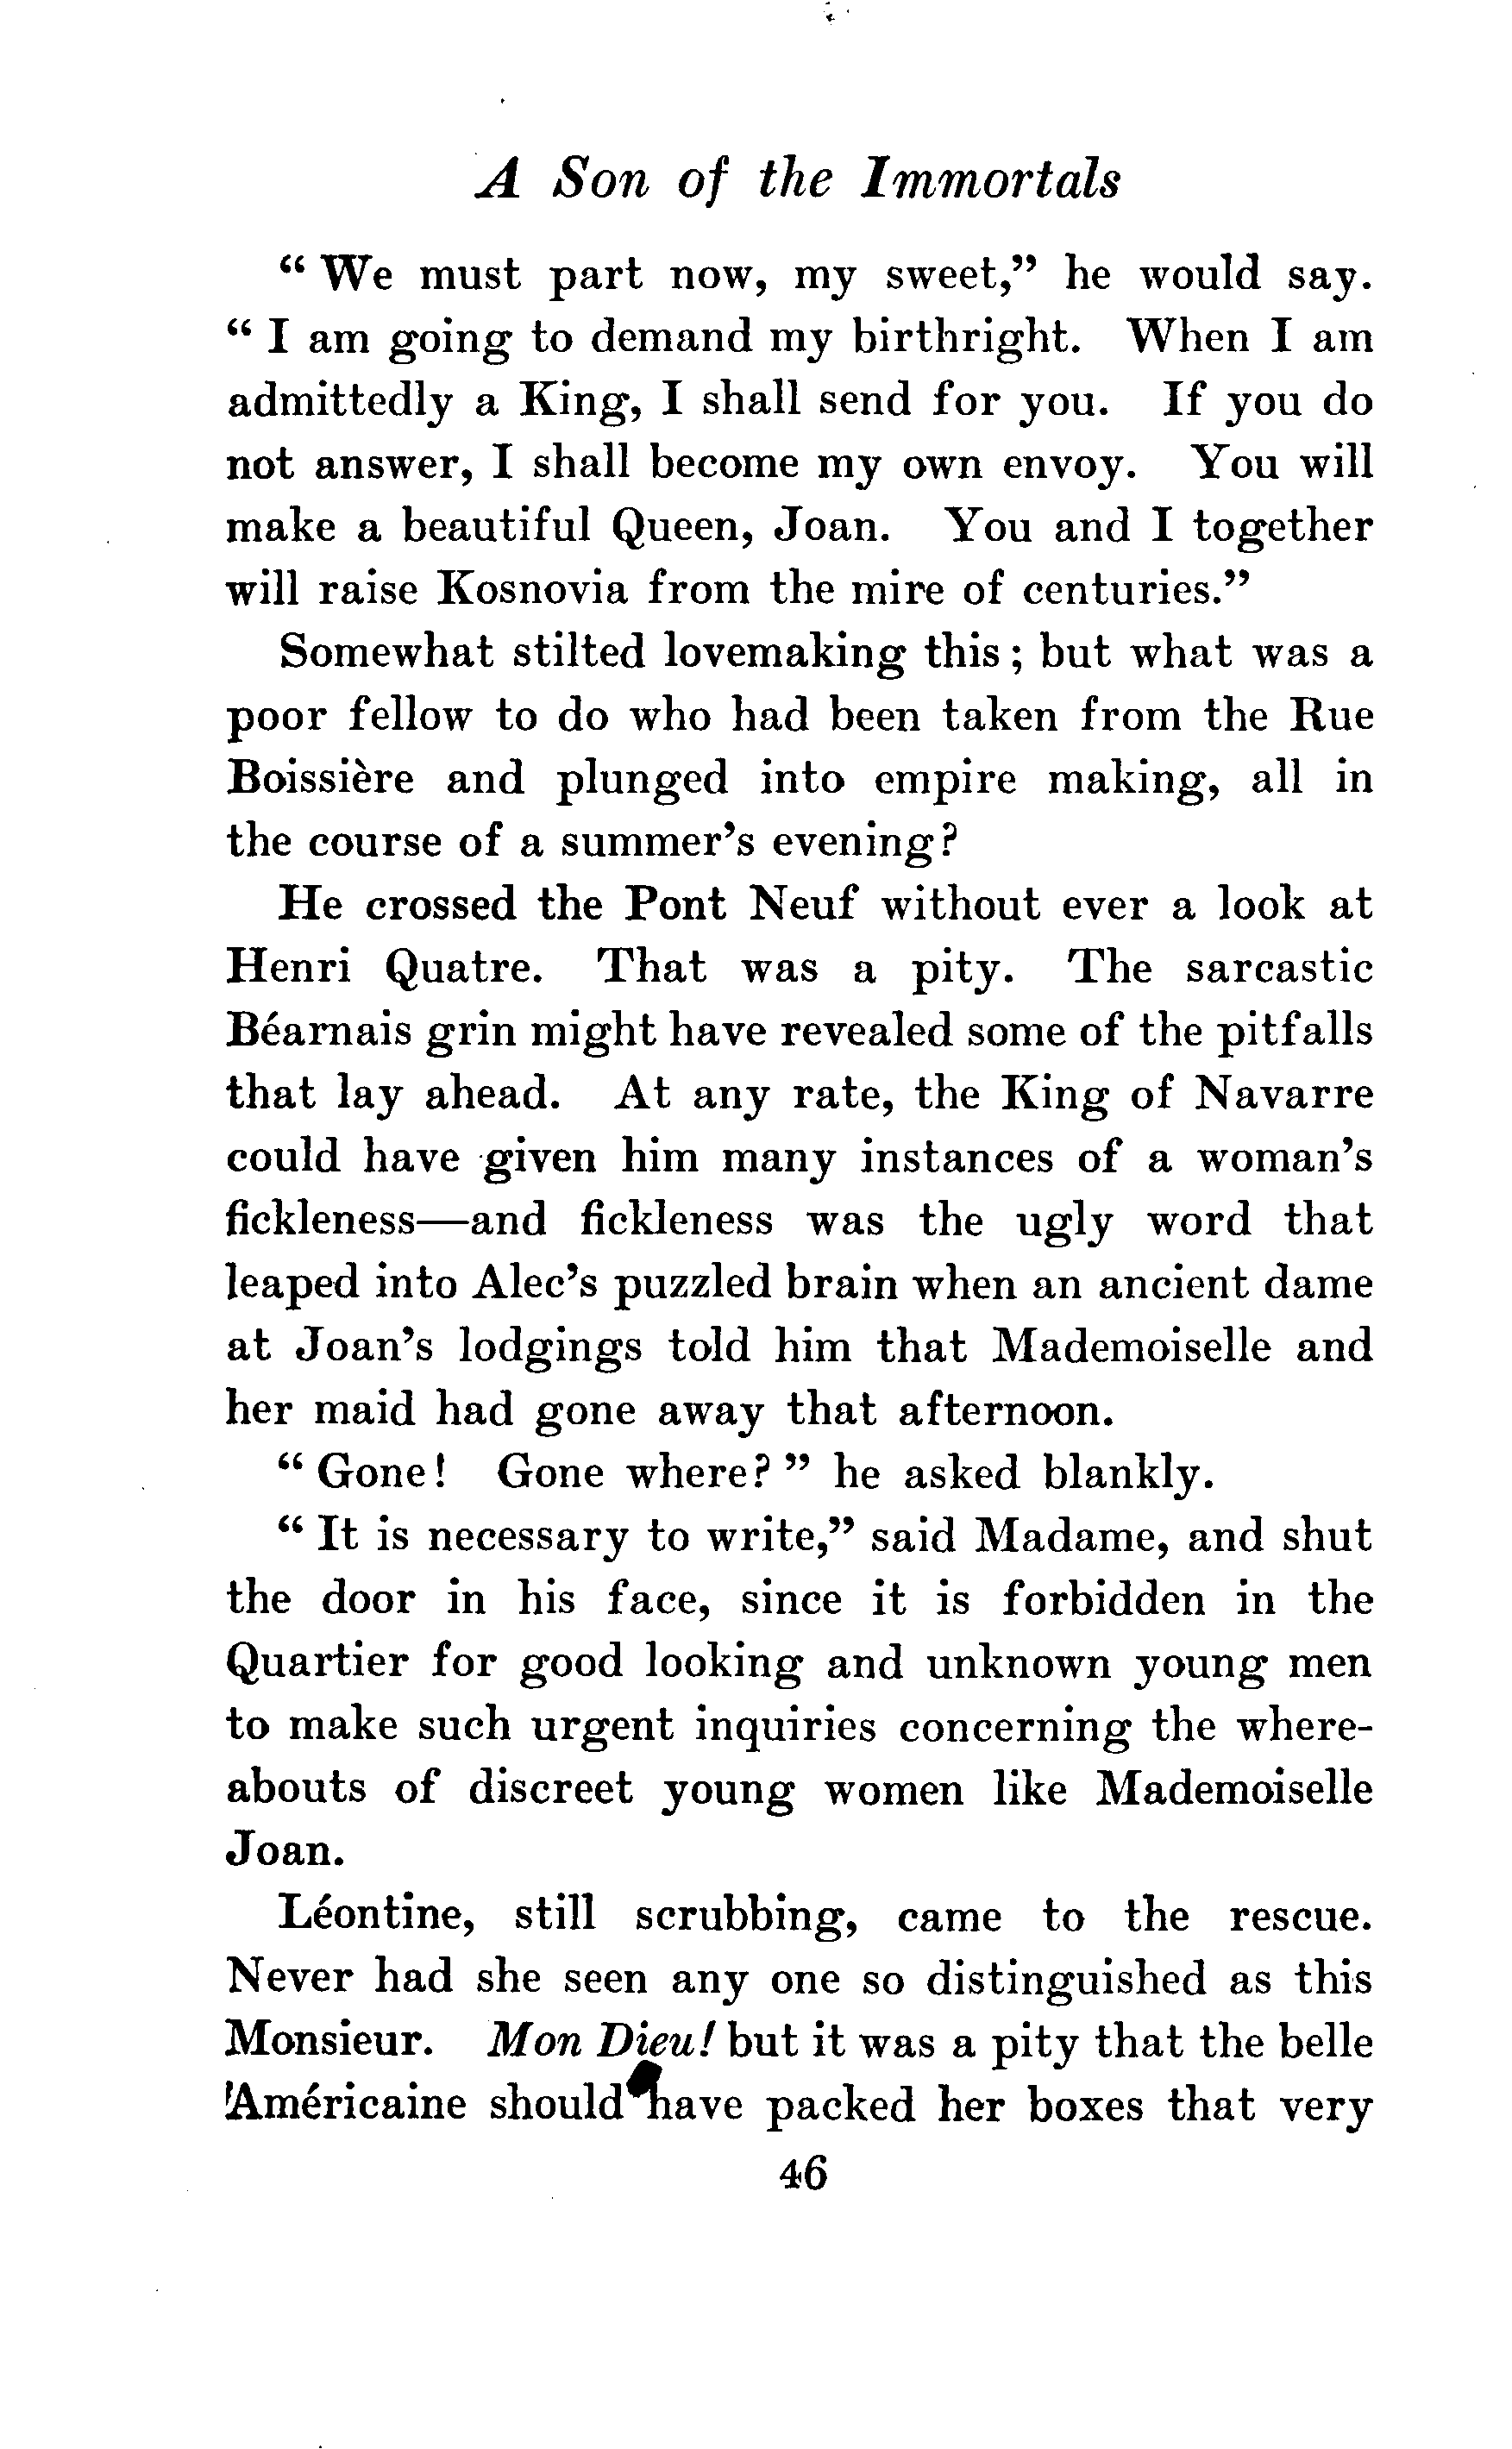 A Son of the Immortals
“ We must part now, my sweet,” he would say.
“ I am going to demand my birthright. When I am
admittedly a King, I shall send for you. If you do
not answer, I shall become my own envoy. You will
make a beautiful Queen, Joan. You and I together
will raise Kosnovia from the mire of centuries.”
Somewhat stilted lovemaking this ; but what was a
poor fellow to do who had been taken from the Rue
Boissière and plunged into empire making, all in
the course of a summer’s evening?
He crossed the Pont Neuf without ever a look at
Henri Quatre. That was a pity. The sarcastic
Béarnais grin might have revealed some of the pitfalls
that lay ahead. At any rate, the King of Navarre
could have given him many instances of a woman’s
fickleness—and fickleness was the ugly word that
leaped into Alec’s puzzled brain when an ancient dame
at Joan’s lodgings told him that Mademoiselle and
her maid had gone away that afternoon.
“ Gone! Gone where? ” he asked blankly.
“ It is necessary to write,” said Madame, and shut
the door in his face, since it is forbidden in the
Quartier for good looking and unknown young men
to make such urgent inquiries concerning the where-
abouts of discreet young women like Mademoiselle
Joan.
Léontine, still scrubbing, came to the rescue.
Never had she seen any one so distinguished as this
Monsieur. Mon Dieu! but it was a pity that the belle
Américaine should have packed her boxes that very
46